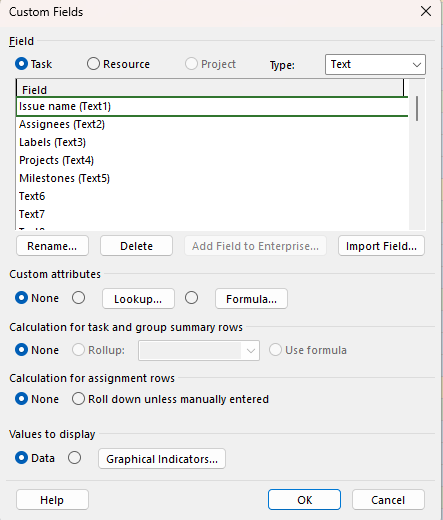 Custom Fields
Field
Task Resource Project Type: Text
Field
Issue name (Text1)
Assignees (Text2)
Labels (Text3)
Projects (Text4)
Milestones (Text5)
Text6
Text7
Rename... Delete Add Field to Enterprise... Import Field...
Custom attributes
None Lookup... Formula...
Calculation for task and group summary rows
None Rollup: Use formula
Calculation for assignment rows
None Roll down unless manually entered
Values to display
Data Graphical Indicators...
Help OK Cancel